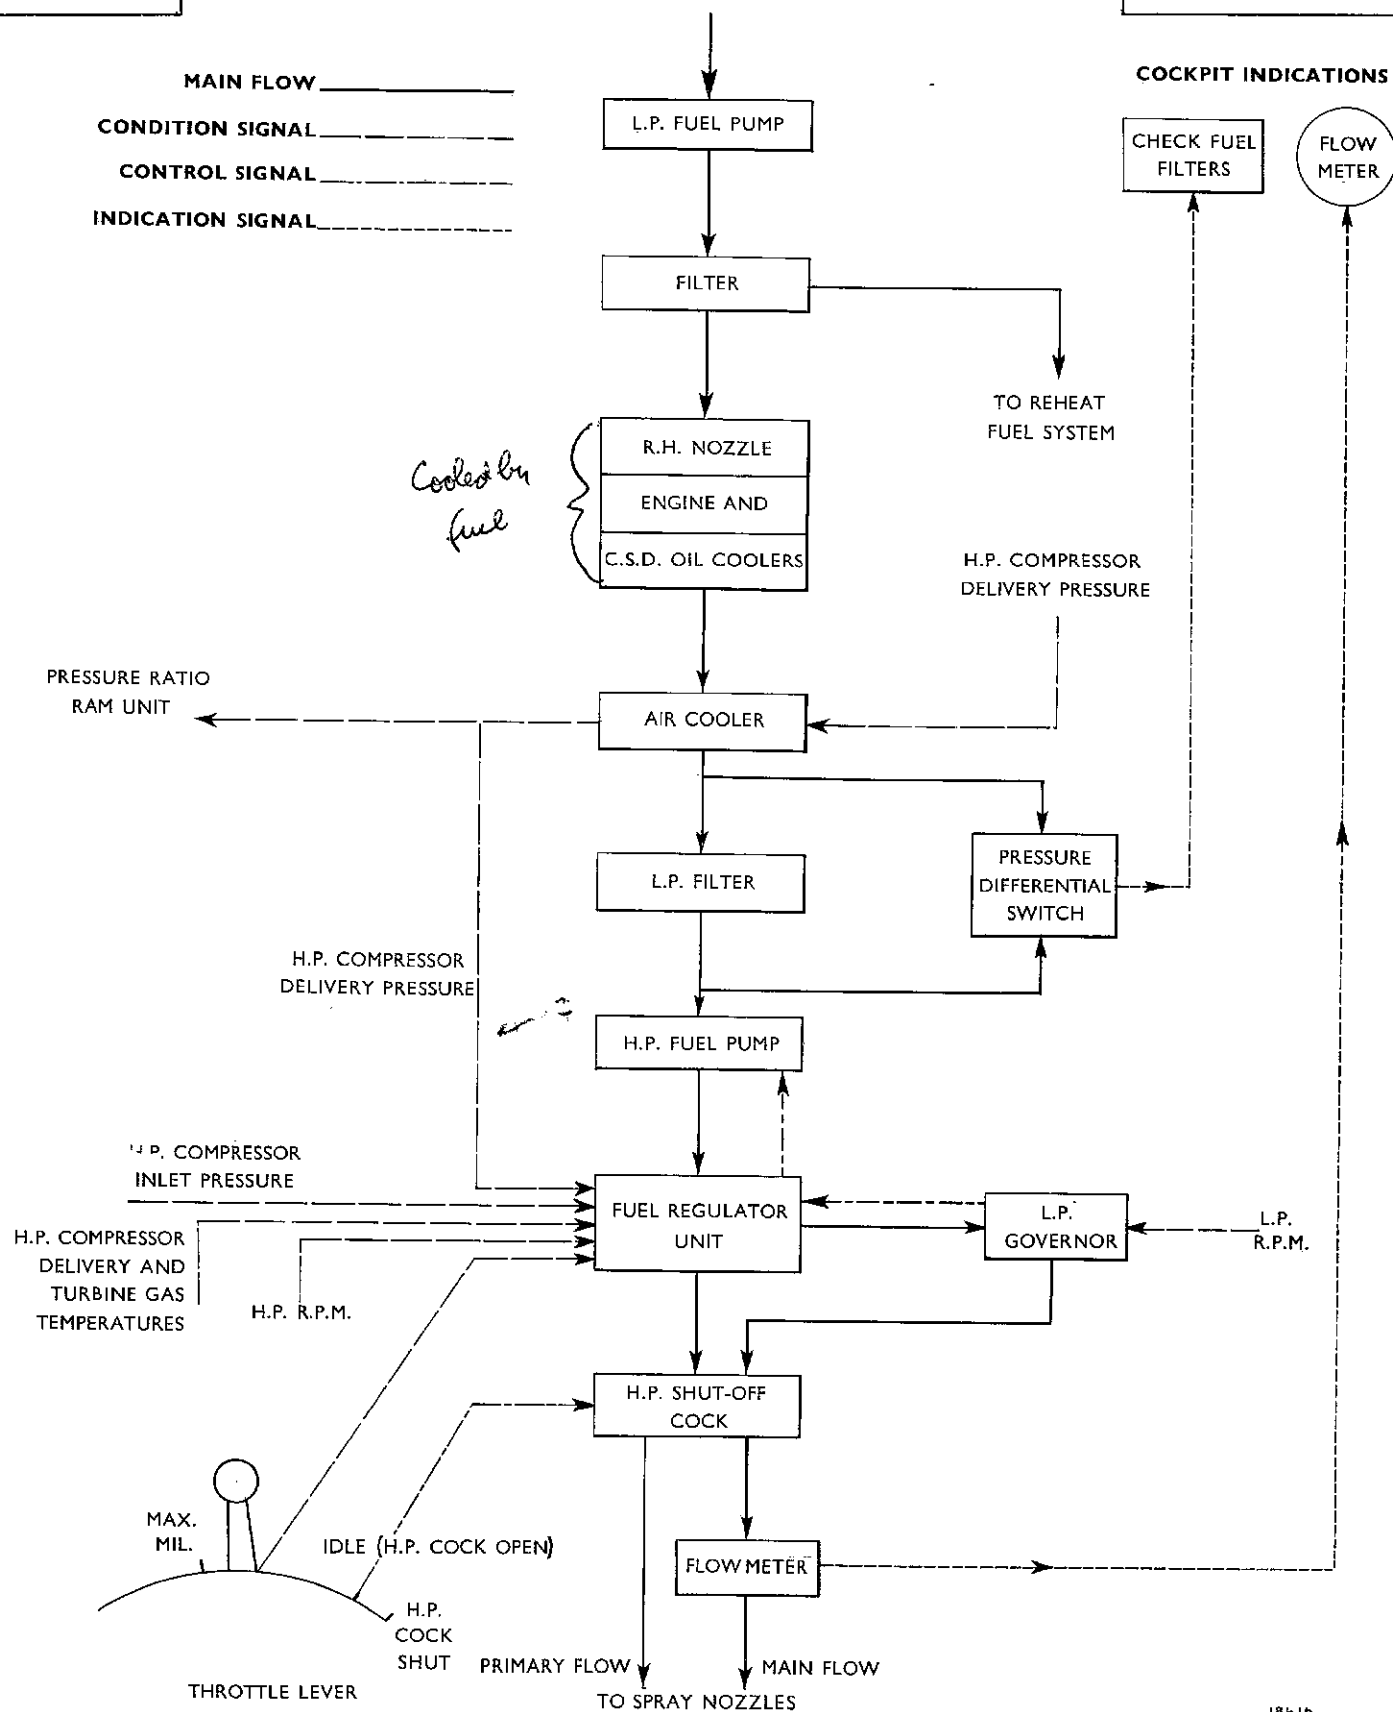 COCKPIT INDICATIONS
MAIN FLOW
CONDITION SIGNAL
CONTROL SIGNAL
INDICATION SIGNAL
L.P. FUEL PUMP
CHECK FUEL
FILTERS
FLOW
METER
FILTER
TO REHEAT
FUEL SYSTEM
Cooled by
fuel
R.H. NOZZLE
ENGINE AND
C.S.D. OIL COOLERS
H.P. COMPRESSOR
DELIVERY PRESSURE
PRESSURE RATIO
RAM UNIT
AIR COOLER
L.P. FILTER
PRESSURE
DIFFERENTIAL
SWITCH
H.P. COMPRESSOR
DELIVERY PRESSURE
H.P. FUEL PUMP
H.P. COMPRESSOR
INLET PRESSURE
H.P. COMPRESSOR
DELIVERY AND
TURBINE GAS
TEMPERATURES
H.P. R.P.M.
FUEL REGULATOR
UNIT
L.P.
GOVERNOR
L.P.
R.P.M.
H.P. SHUT-OFF
COCK
MAX.
MIL.
IDLE (H.P. COCK OPEN)
H.P.
COCK
SHUT
THROTTLE LEVER
FLOW METER
PRIMARY FLOW
MAIN FLOW
TO SPRAY NOZZLES